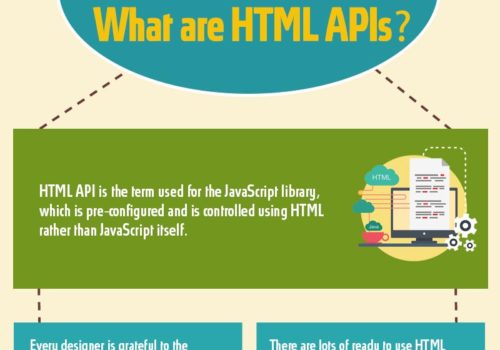 What are HTML APIs?
HTML API is the term used for the JavaScript library,
which is pre-configured and is controlled using HTML
rather than JavaScript itself.
HTML
Java
Every designer is grateful to the
There are lots of ready to use HTML